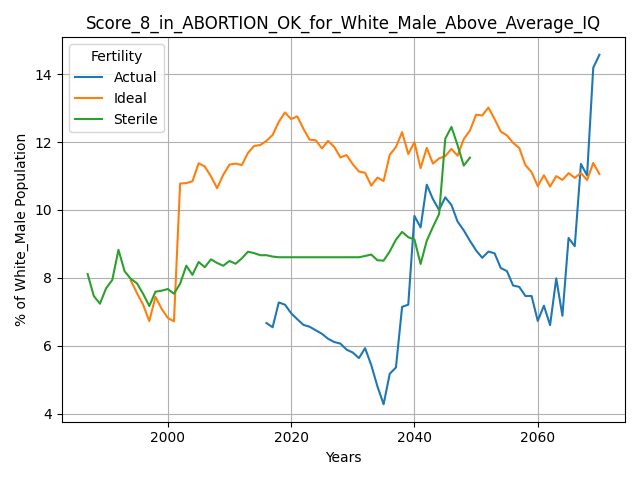 Score_8_in_ABORTION_OK_for_White_Male_Above_Average_IQ
Fertility
Actual
Ideal
Sterile
14
12
10
8
6
4
% of White_Male Population
2000
2020
2040
2060
Years